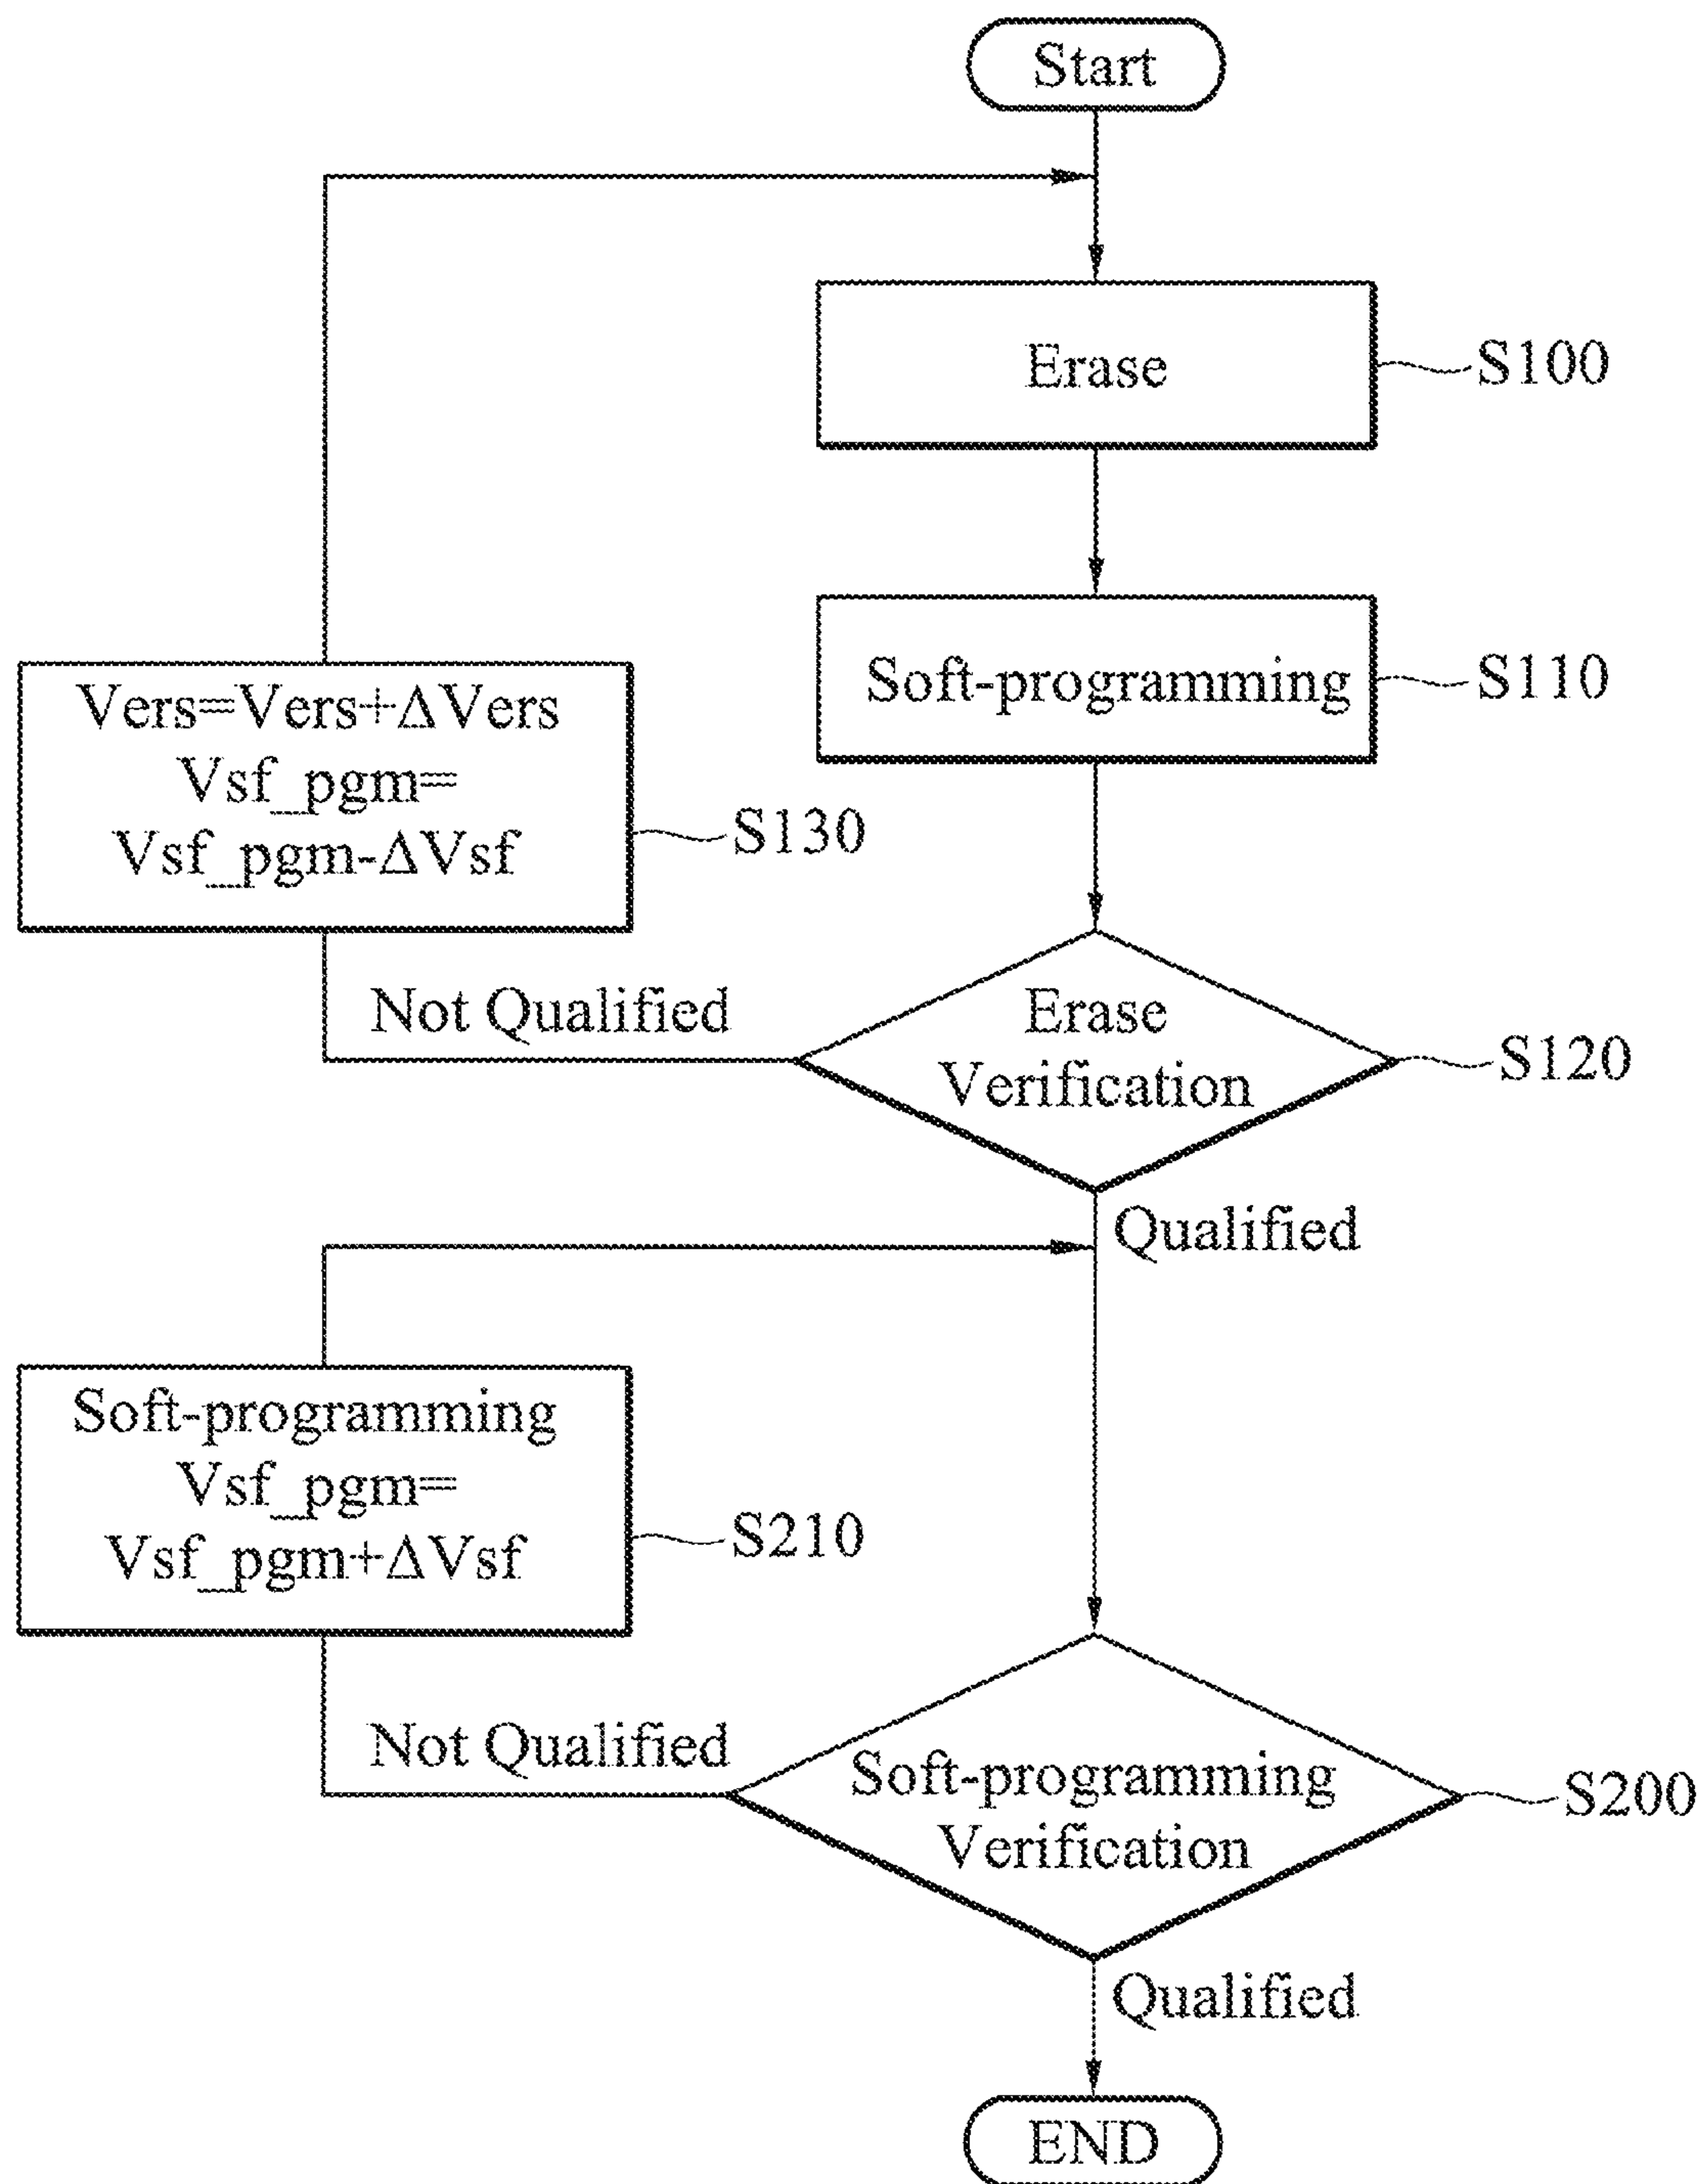 Start
Erase
S100
Soft-programming
S110
Vers=Vers+ΔVers
Vsf_pgm=
Vsf_pgm-ΔVsf
S130
Not Qualified
Erase
Verification
S120
Qualified
Soft-programming
Vsf_pgm=
Vsf_pgm+ΔVsf
S210
Not Qualified
Soft-programming
Verification
S200
Qualified
END